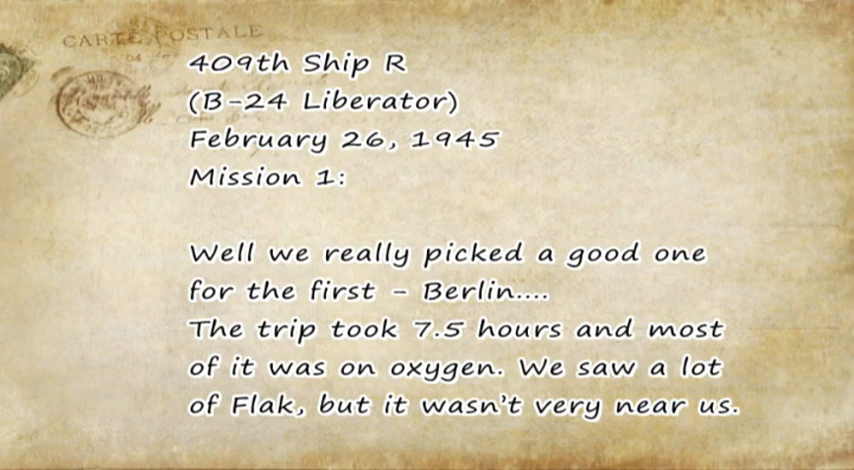 CARTE POSTALE
409th Ship R
(B-24 Liberator)
February 26, 1945
Mission 1:
Well we really picked a good one
for the first - Berlin....
The trip took 7.5 hours and most
of it was on oxygen. We saw a lot
of Flak, but it wasn't very near us.